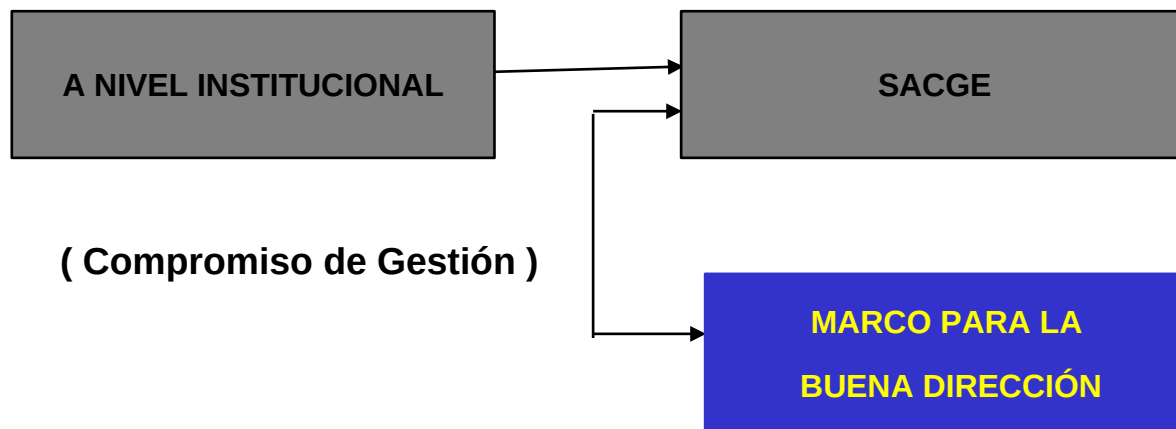 A NIVEL INSTITUCIONAL
SACGE
( Compromiso de Gestión )
MARCO PARA LA
BUENA DIRECCIÓN